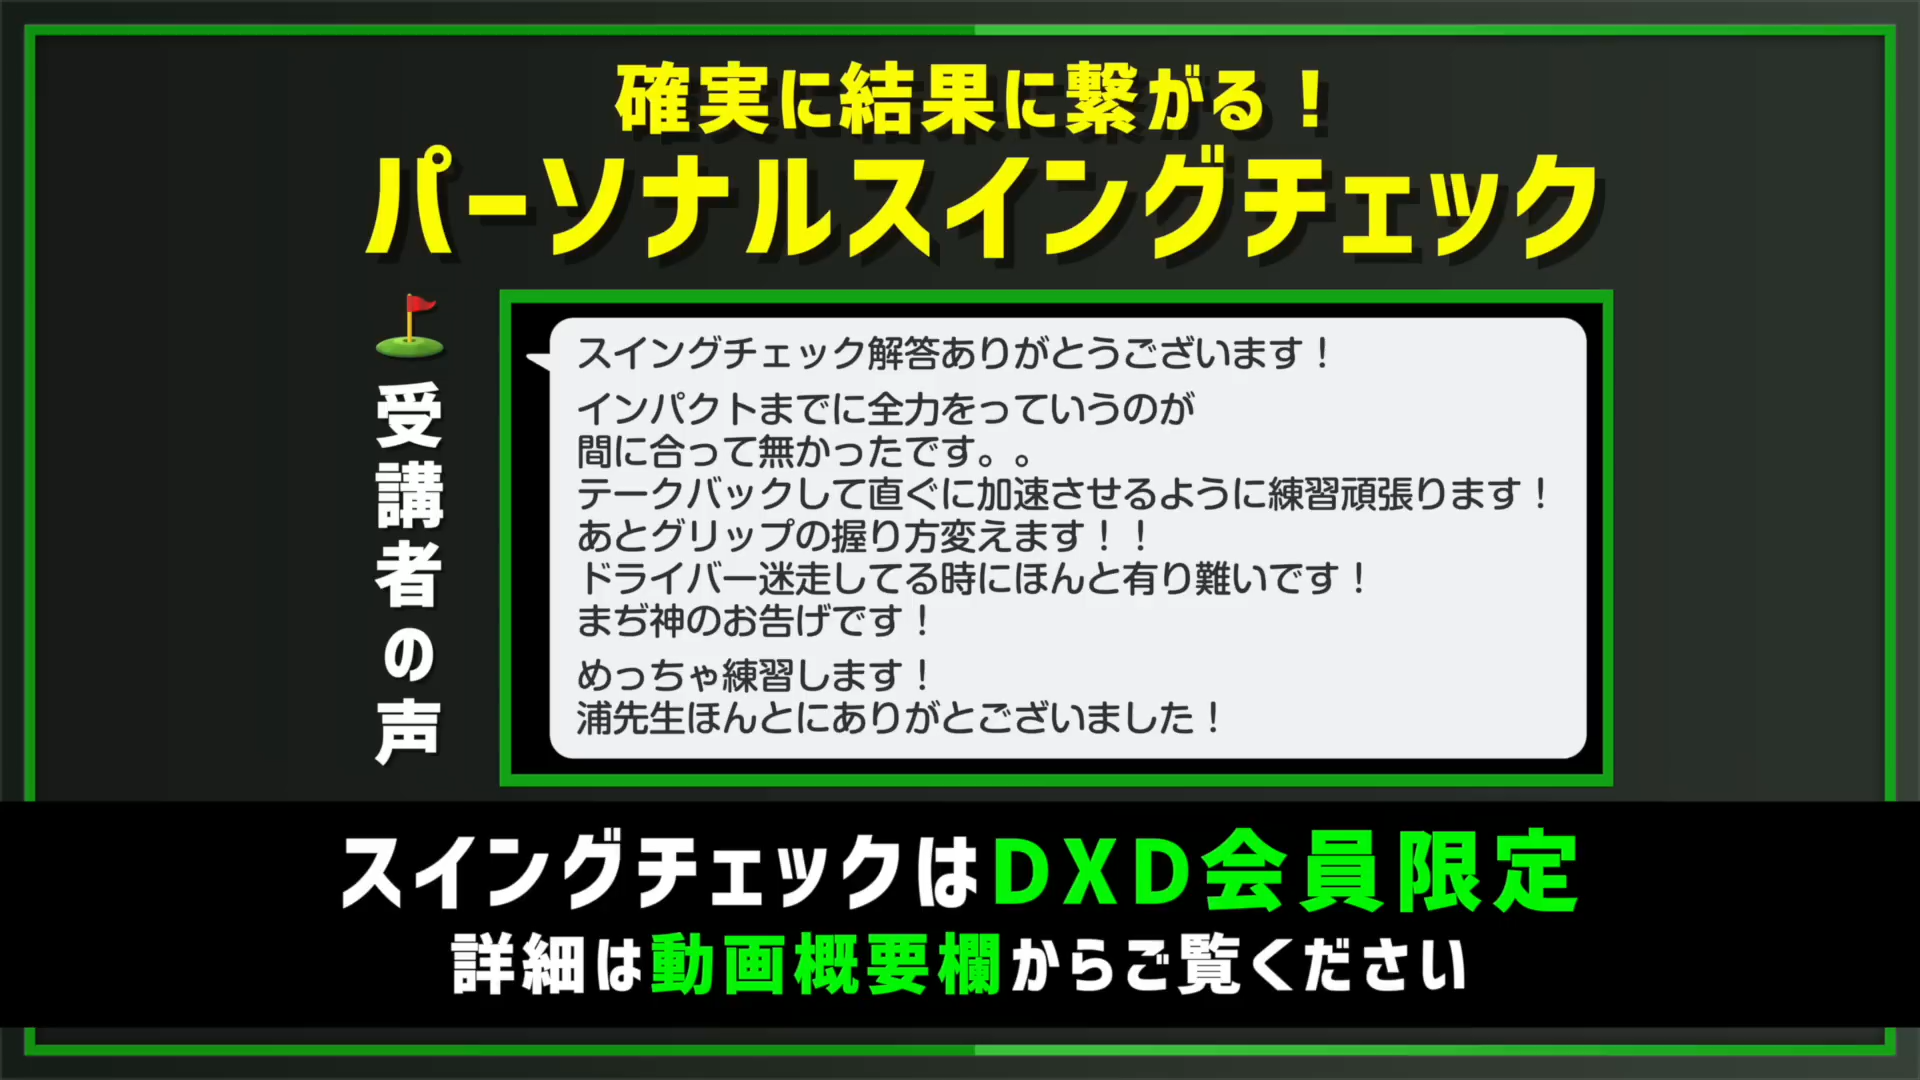 確実に結果に繋がる！
パーソナルスイングチェック
受講者の声
スイングチェック解答ありがとうございます！
インパクトまでに全力をっていうのが
間に合って無かったです。。
テークバックして直ぐに加速させるように練習頑張ります！
あとグリップの握り方変えます！！
ドライバー迷走してる時にほんと有り難いです！
まぢ神のお告げです！
めっちゃ練習します！
浦先生ほんとにありがとございました！
スイングチェックはDXD会員限定
詳細は動画概要欄からご覧ください